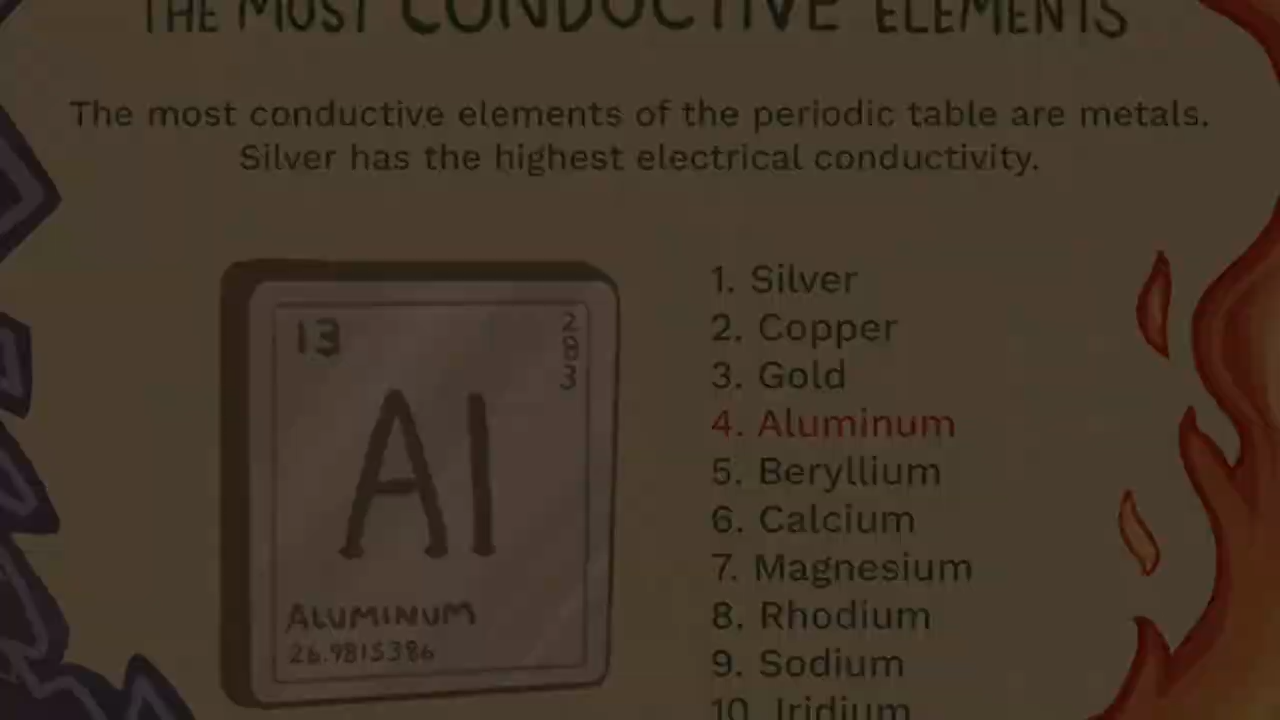 THE MOST CONDUCTIVE ELEMENTS
The most conductive elements of the periodic table are metals.
Silver has the highest electrical conductivity.
13
2
8
3
Al
ALUMINUM
26.9815386
1. Silver
2. Copper
3. Gold
4. Aluminum
5. Beryllium
6. Calcium
7. Magnesium
8. Rhodium
9. Sodium
10. Iridium